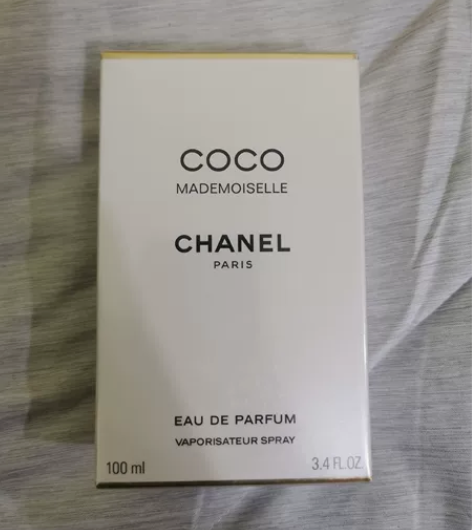 COCO
MADEMOISELLE
CHANEL
PARIS
EAU DE PARFUM
VAPORISATEUR SPRAY
100 ml 3.4 FL.OZ.